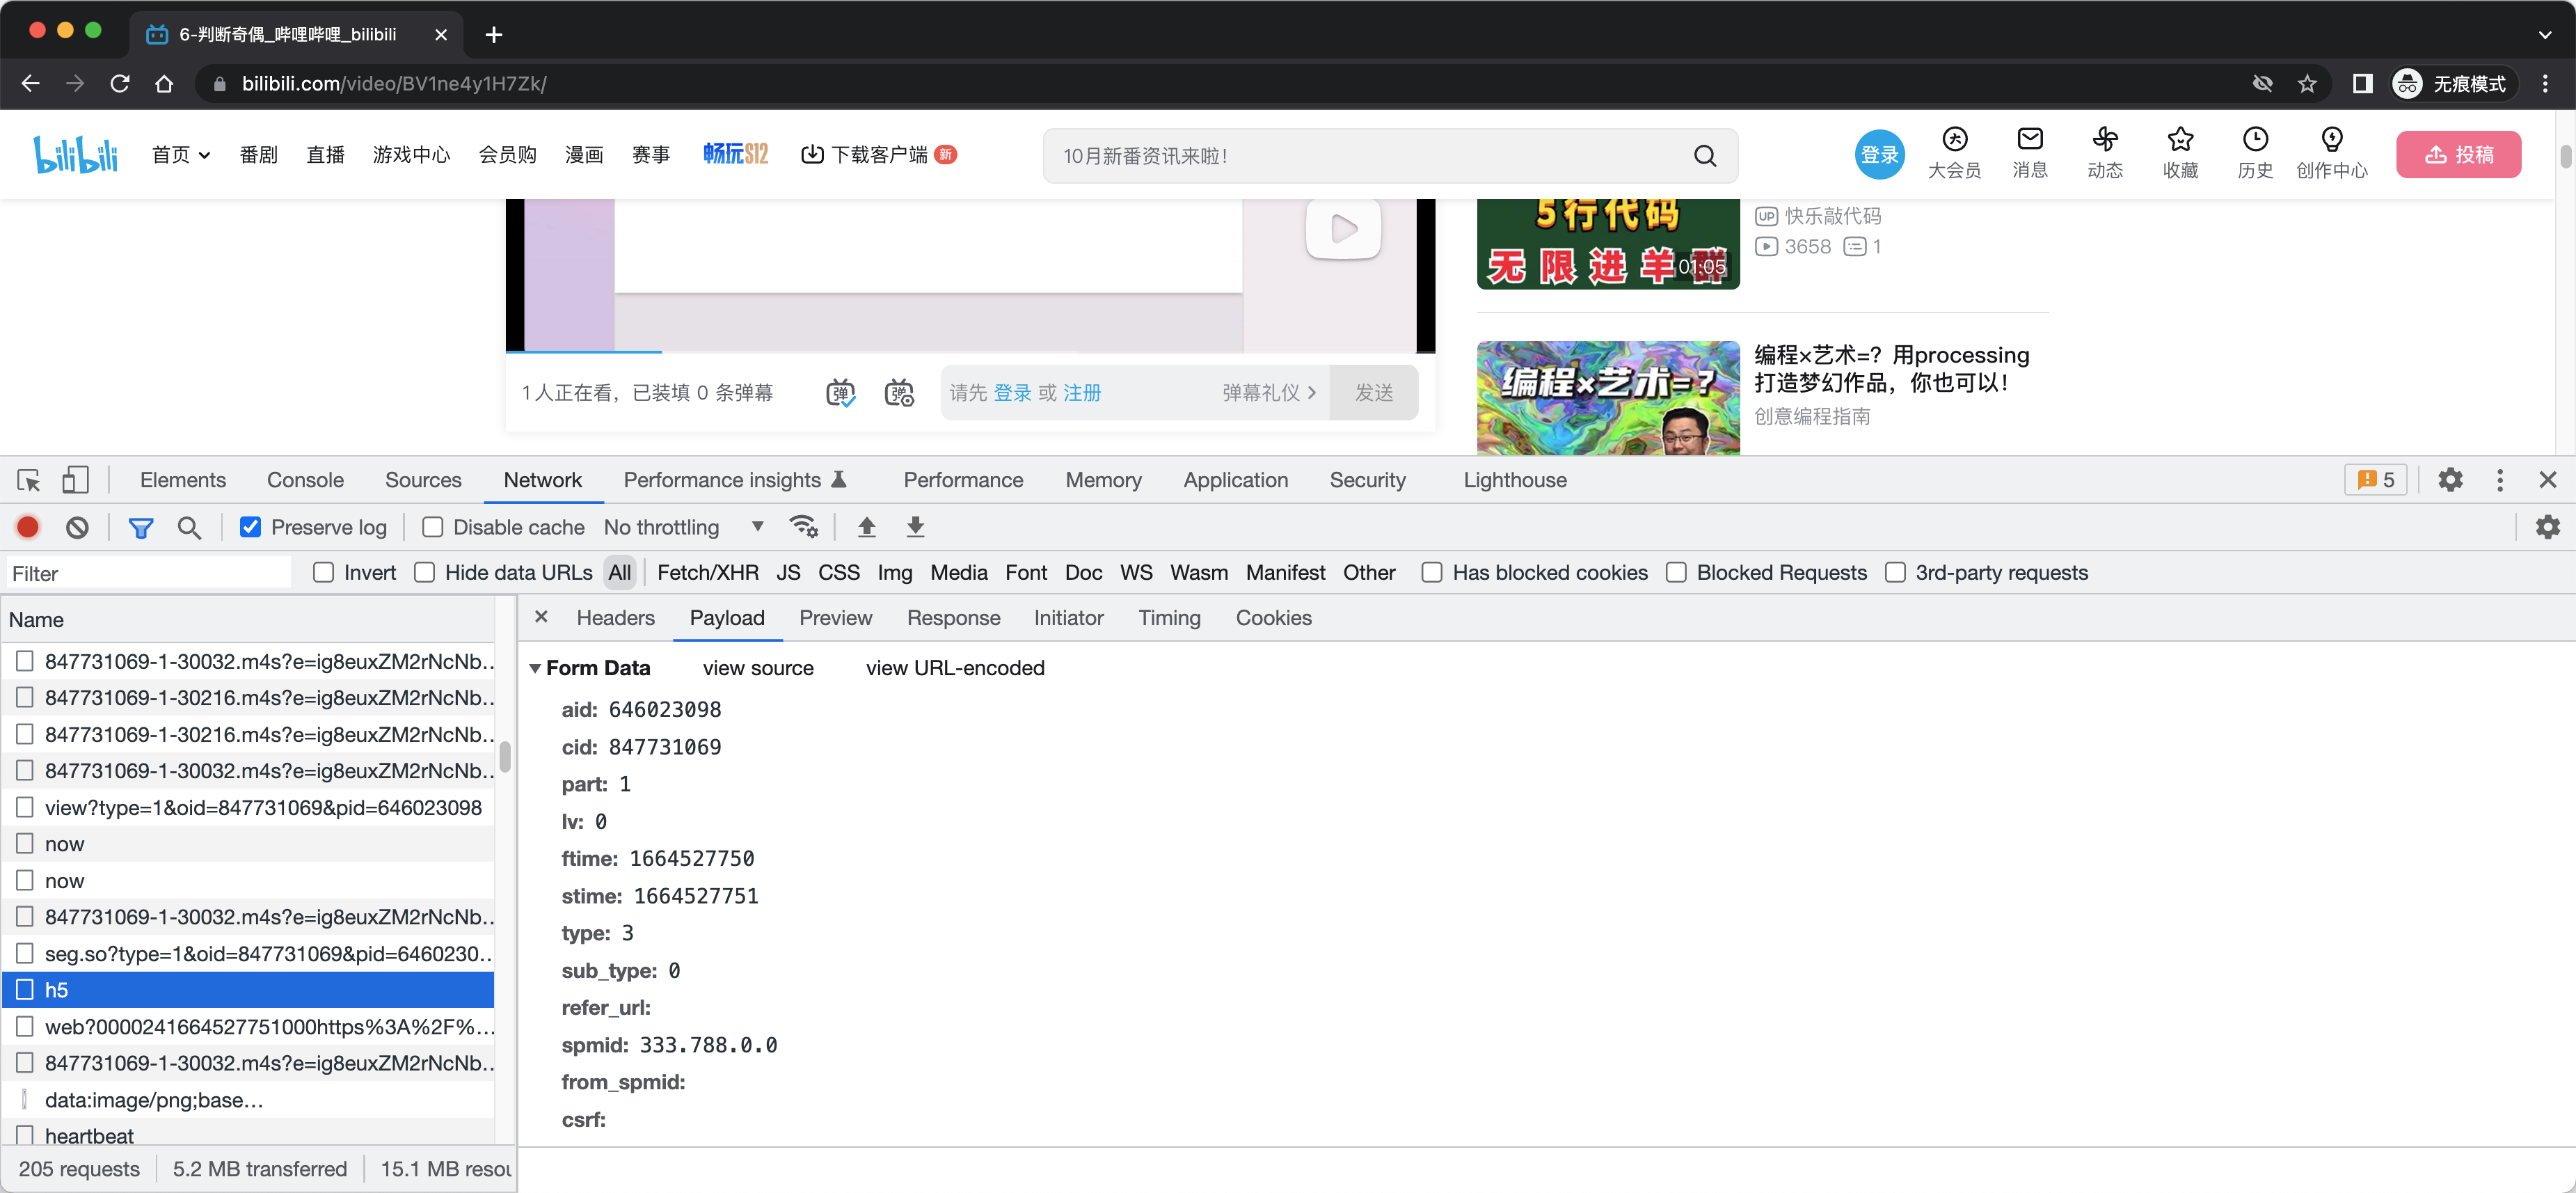 6-判断奇偶_哔哩哔哩_bilibili
bilibili.com/video/BV1ne4y1H7Zk/
无痕模式
bilibili 首页 番剧 直播 游戏中心 会员购 漫画 赛事 畅玩S12 下载客户端 新
10月新番资讯来啦!
登录 大会员 消息 动态 收藏 历史 创作中心 投稿
5行代码
无限进羊群
01:05
UP 快乐敲代码
3658 1
1人正在看，已装填 0 条弹幕
弹 弹
请先 登录 或 注册 弹幕礼仪 发送
编程×艺术=?
编程×艺术=？用processing
打造梦幻作品，你也可以!
创意编程指南
Elements Console Sources Network Performance insights Performance Memory Application Security Lighthouse 5
Preserve log Disable cache No throttling
Filter Invert Hide data URLs All Fetch/XHR JS CSS Img Media Font Doc WS Wasm Manifest Other Has blocked cookies Blocked Requests 3rd-party requests
Name
847731069-1-30032.m4s?e=ig8euxZM2rNcNb…
847731069-1-30216.m4s?e=ig8euxZM2rNcNb…
847731069-1-30216.m4s?e=ig8euxZM2rNcNb…
847731069-1-30032.m4s?e=ig8euxZM2rNcNb…
view?type=1&oid=847731069&pid=646023098
now
now
847731069-1-30032.m4s?e=ig8euxZM2rNcNb…
seg.so?type=1&oid=847731069&pid=6460230…
h5
web?0000241664527751000https%3A%2F%…
847731069-1-30032.m4s?e=ig8euxZM2rNcNb…
data:image/png;base…
heartbeat
205 requests 5.2 MB transferred 15.1 MB resou
Headers Payload Preview Response Initiator Timing Cookies
Form Data view source view URL-encoded
aid: 646023098
cid: 847731069
part: 1
lv: 0
ftime: 1664527750
stime: 1664527751
type: 3
sub_type: 0
refer_url:
spmid: 333.788.0.0
from_spmid:
csrf: